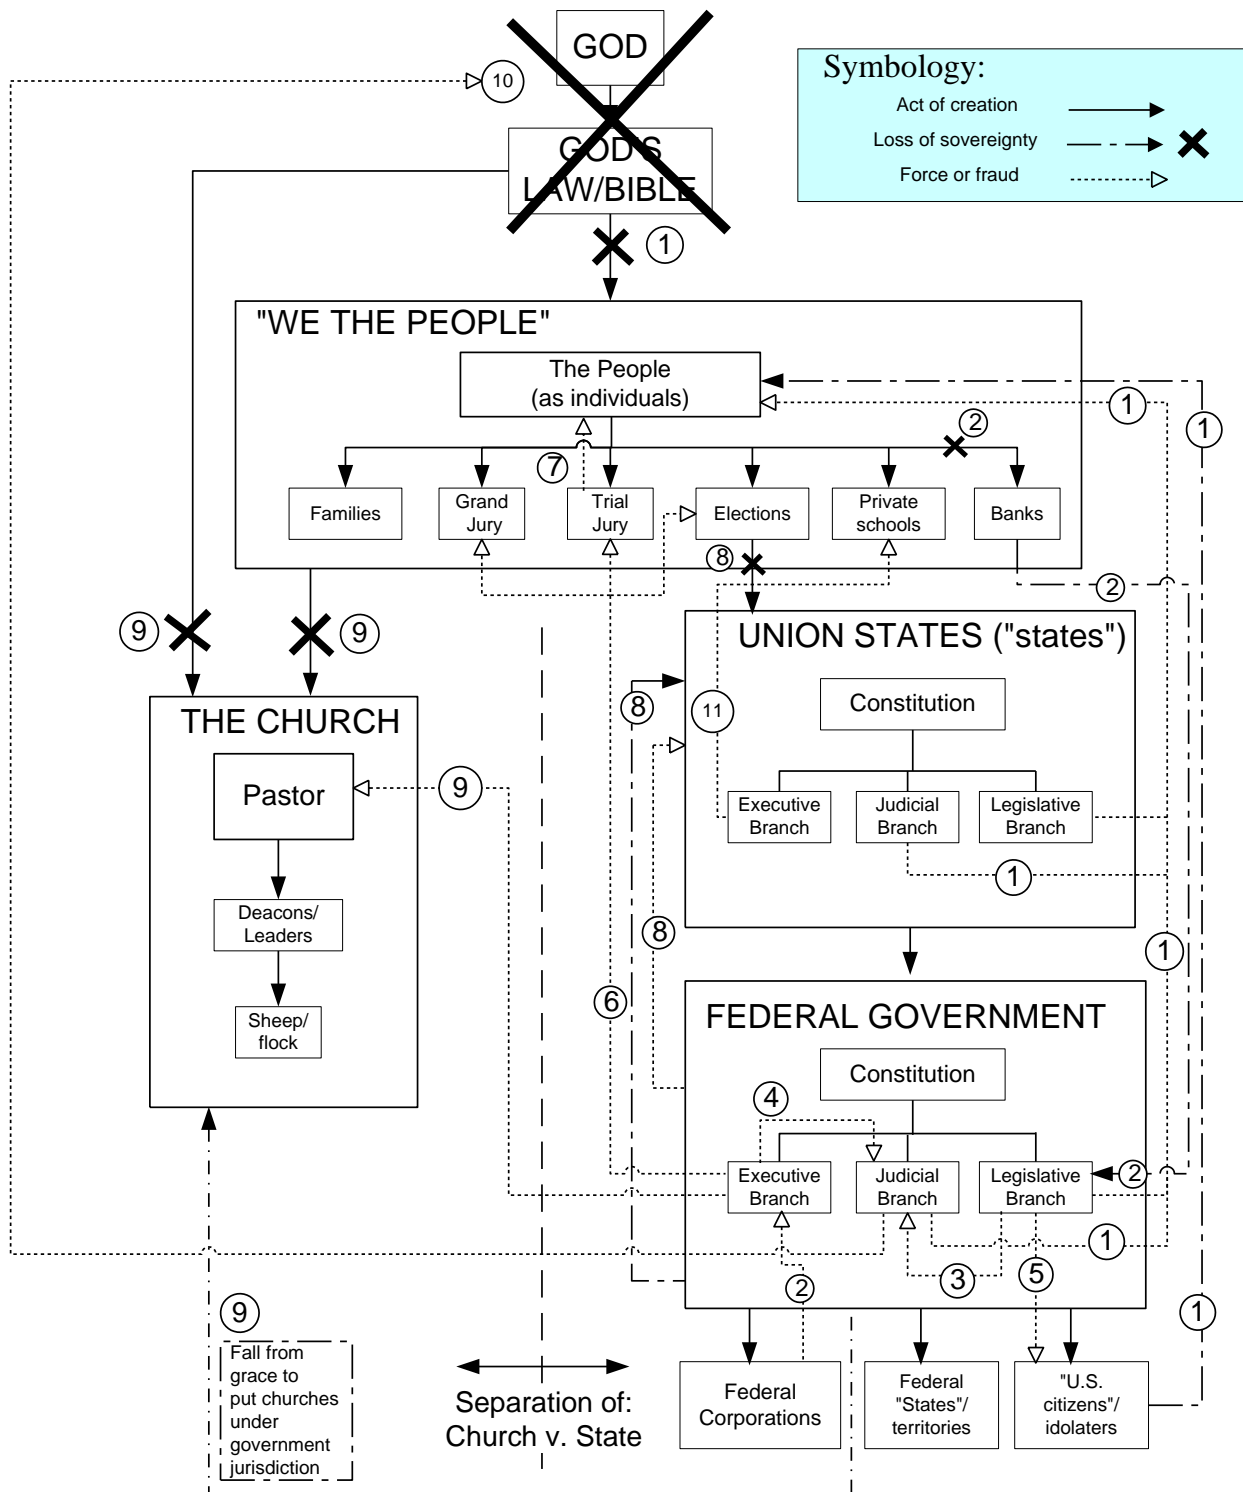 GOD
10
Symbology:
Act of creation
Loss of sovereignty
Force or fraud
GOD'S
LAW/BIBLE
1
"WE THE PEOPLE"
The People
(as individuals)
1
1
2
7
Families
Grand
Jury
Trial
Jury
Elections
Private
schools
Banks
8
2
9
9
UNION STATES ("states")
8
11
Constitution
THE CHURCH
Pastor
9
Executive
Branch
Judicial
Branch
Legislative
Branch
1
Deacons/
Leaders
8
1
6
Sheep/
flock
FEDERAL GOVERNMENT
Constitution
4
Executive
Branch
Judicial
Branch
Legislative
Branch
2
1
3
5
2
9
1
Fall from
grace to
put churches
under
government
jurisdiction
Separation of:
Church v. State
Federal
Corporations
Federal
"States"/
territories
"U.S.
citizens"/
idolaters